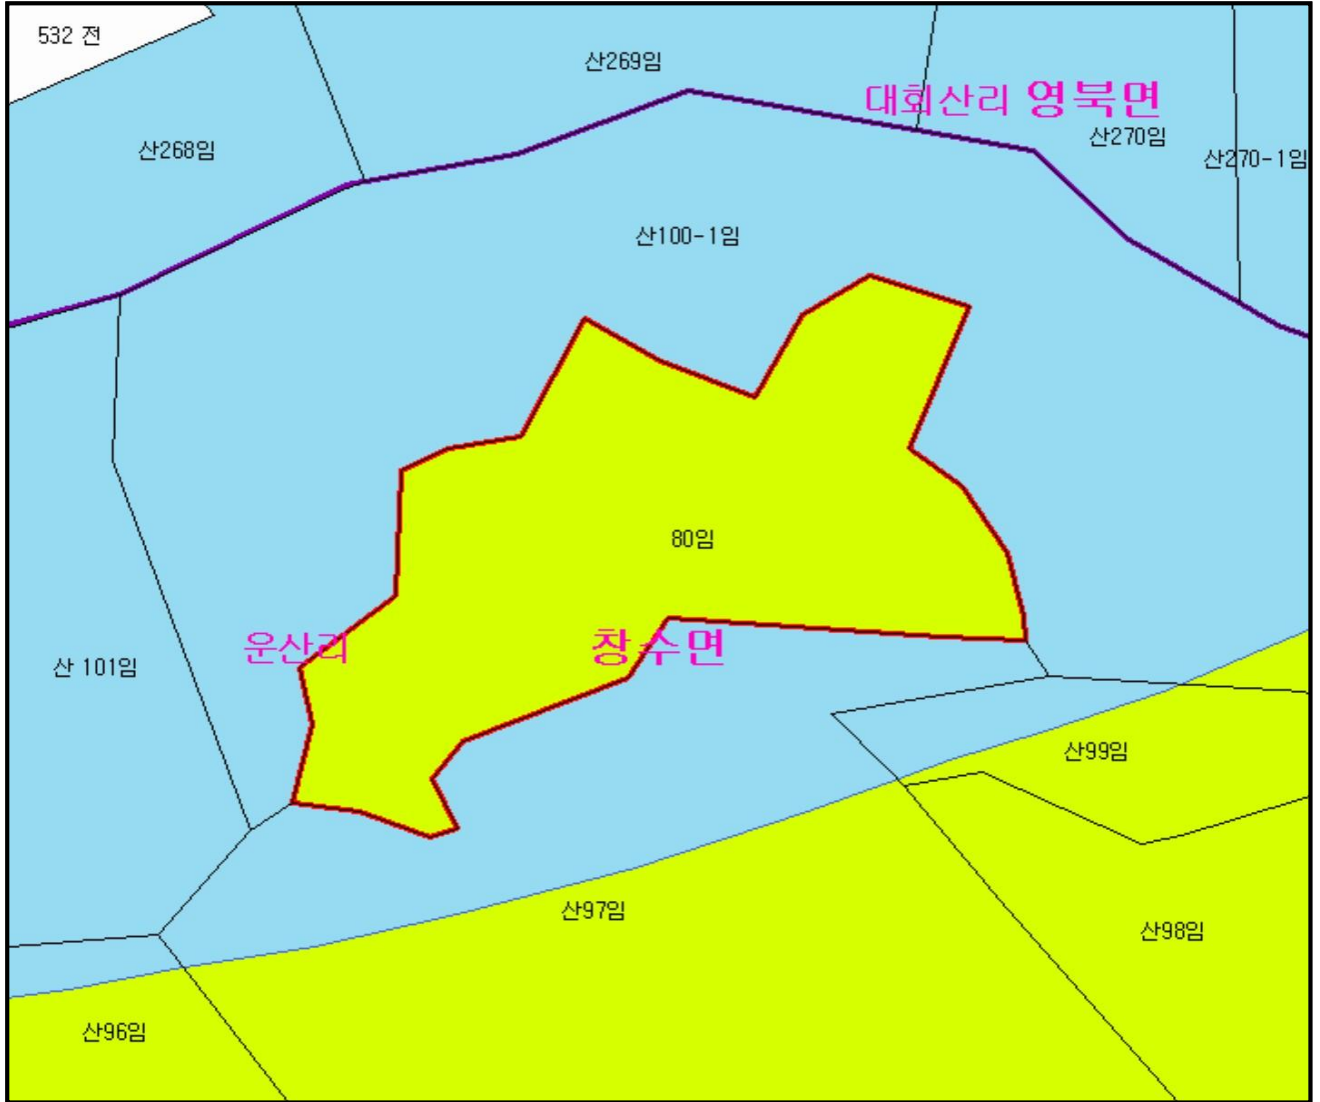 532 전
산269임
대회산리 영북면
산268임
산270임
산270-1임
산100-1임
80임
운산리
창수면
산 101임
산99임
산97임
산98임
산96임